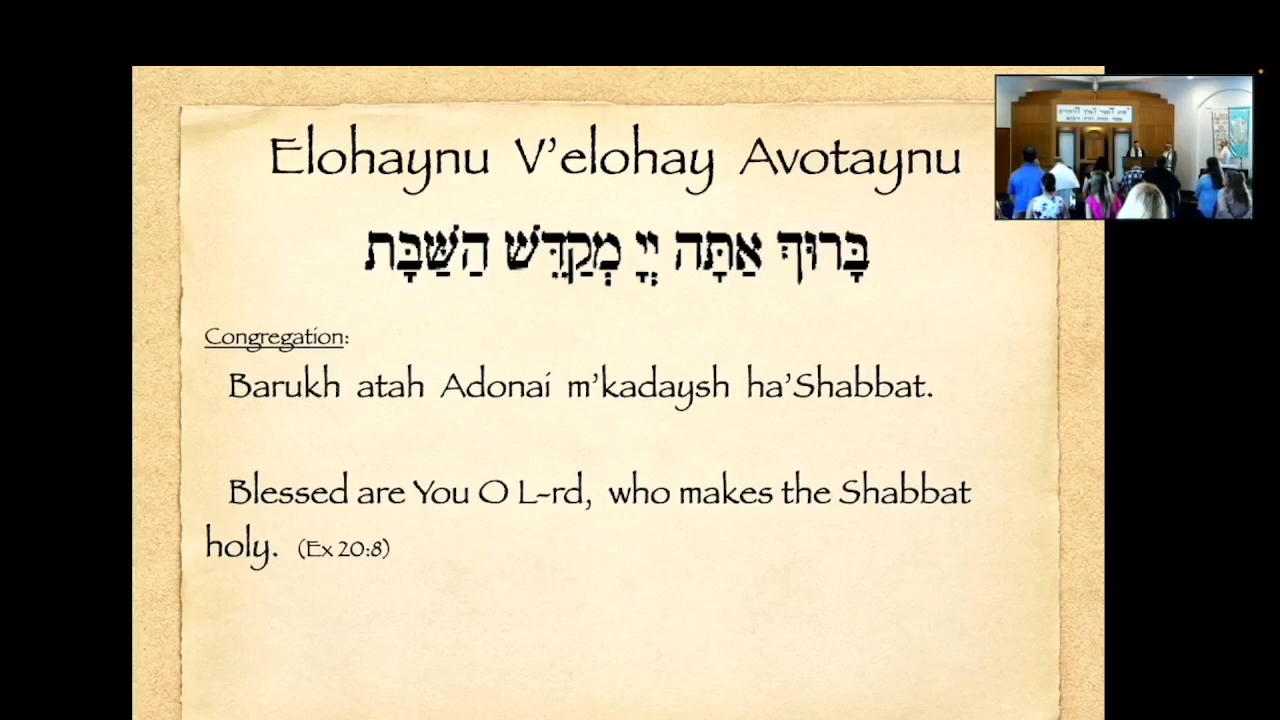 Elohaynu V'elohay Avotaynu
בָּרוּךְ אַתָּה יְיָ מְקַדֵּשׁ הַשַּׁבָּת
Congregation:
Barukh atah Adonai m'kadaysh ha'Shabbat.
Blessed are You O L-rd, who makes the Shabbat
holy. (Ex 20:8)